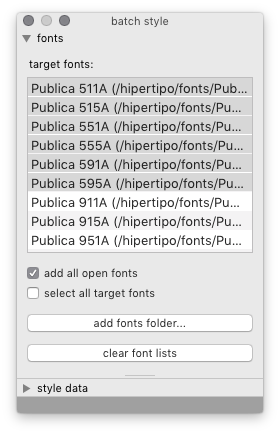 batch style
fonts
target fonts:
Publica 511A (/hipertipo/fonts/Pub...
Publica 515A (/hipertipo/fonts/Pu...
Publica 551A (/hipertipo/fonts/Pu...
Publica 555A (/hipertipo/fonts/Pu...
Publica 591A (/hipertipo/fonts/Pu...
Publica 595A (/hipertipo/fonts/Pu...
Publica 911A (/hipertipo/fonts/Pu...
Publica 915A (/hipertipo/fonts/Pu...
Publica 951A (/hipertipo/fonts/Pu...
add all open fonts
select all target fonts
add fonts folder...
clear font lists
style data